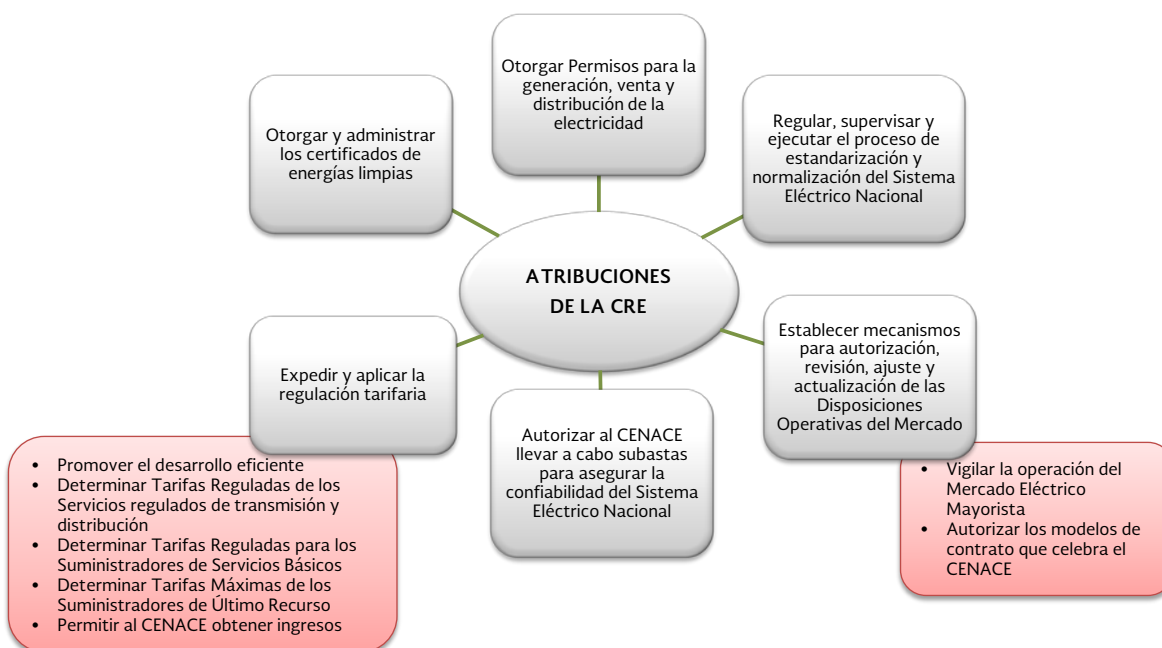 Otorgar Permisos para la
generación, venta y
distribución de la
electricidad
Otorgar y administrar
los certificados de
energías limpias
Regular, supervisar y
ejecutar el proceso de
estandarización y
normalización del Sistema
Eléctrico Nacional
ATRIBUCIONES
DE LA CRE
Expedir y aplicar la
regulación tarifaria
Establecer mecanismos
para autorización,
revisión, ajuste y
actualización de las
Disposiciones
Operativas del Mercado
Autorizar al CENACE
llevar a cabo subastas
para asegurar la
confiabilidad del Sistema
Eléctrico Nacional
• Promover el desarrollo eficiente
• Determinar Tarifas Reguladas de los
Servicios regulados de transmisión y
distribución
• Determinar Tarifas Reguladas para los
Suministradores de Servicios Básicos
• Determinar Tarifas Máximas de los
Suministradores de Último Recurso
• Permitir al CENACE obtener ingresos
• Vigilar la operación del
Mercado Eléctrico
Mayorista
• Autorizar los modelos de
contrato que celebra el
CENACE